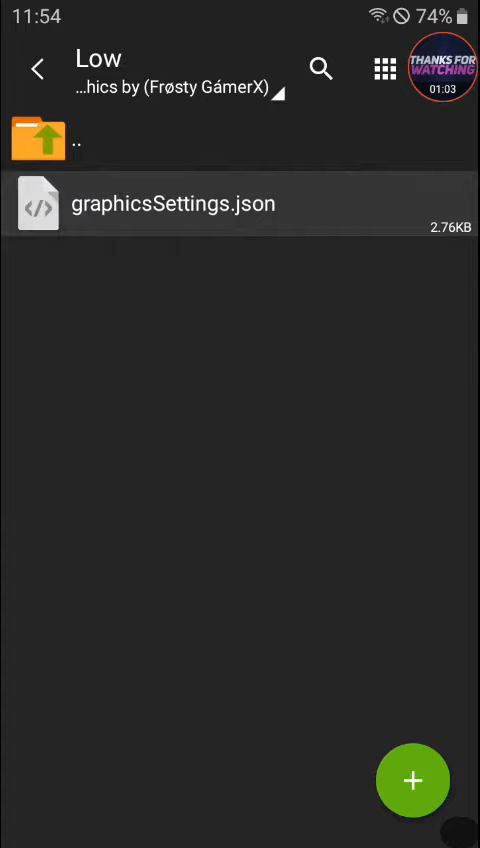 11:54
74%
Low
...hics by (Frøsty GámerX)
THANKS FOR
WATCHING
01:03
..
graphicsSettings.json
2.76KB